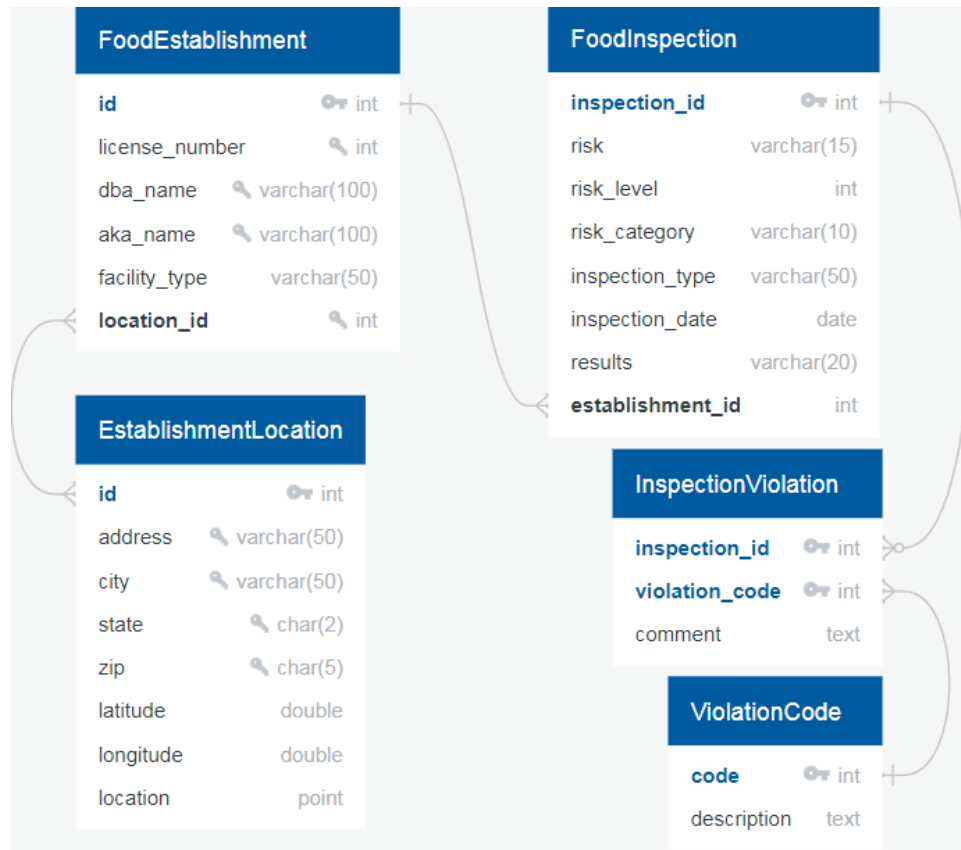 FoodEstablishment
id int
license_number int
dba_name varchar(100)
aka_name varchar(100)
facility_type varchar(50)
location_id int
EstablishmentLocation
id int
address varchar(50)
city varchar(50)
state char(2)
zip char(5)
latitude double
longitude double
location point
FoodInspection
inspection_id int
risk varchar(15)
risk_level int
risk_category varchar(10)
inspection_type varchar(50)
inspection_date date
results varchar(20)
establishment_id int
InspectionViolation
inspection_id int
violation_code int
comment text
ViolationCode
code int
description text